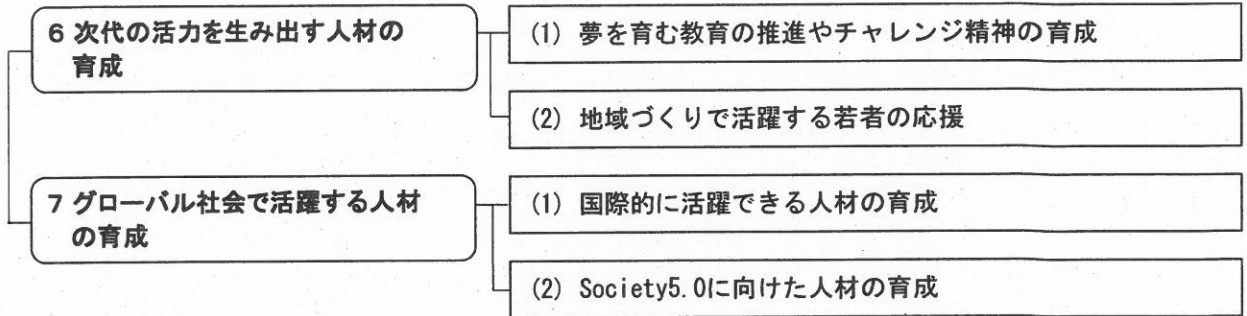 6 次代の活力を生み出す人材の
育成
(1) 夢を育む教育の推進やチャレンジ精神の育成
(2) 地域づくりで活躍する若者の応援
7 グローバル社会で活躍する人材
の育成
(1) 国際的に活躍できる人材の育成
(2) Society5.0に向けた人材の育成